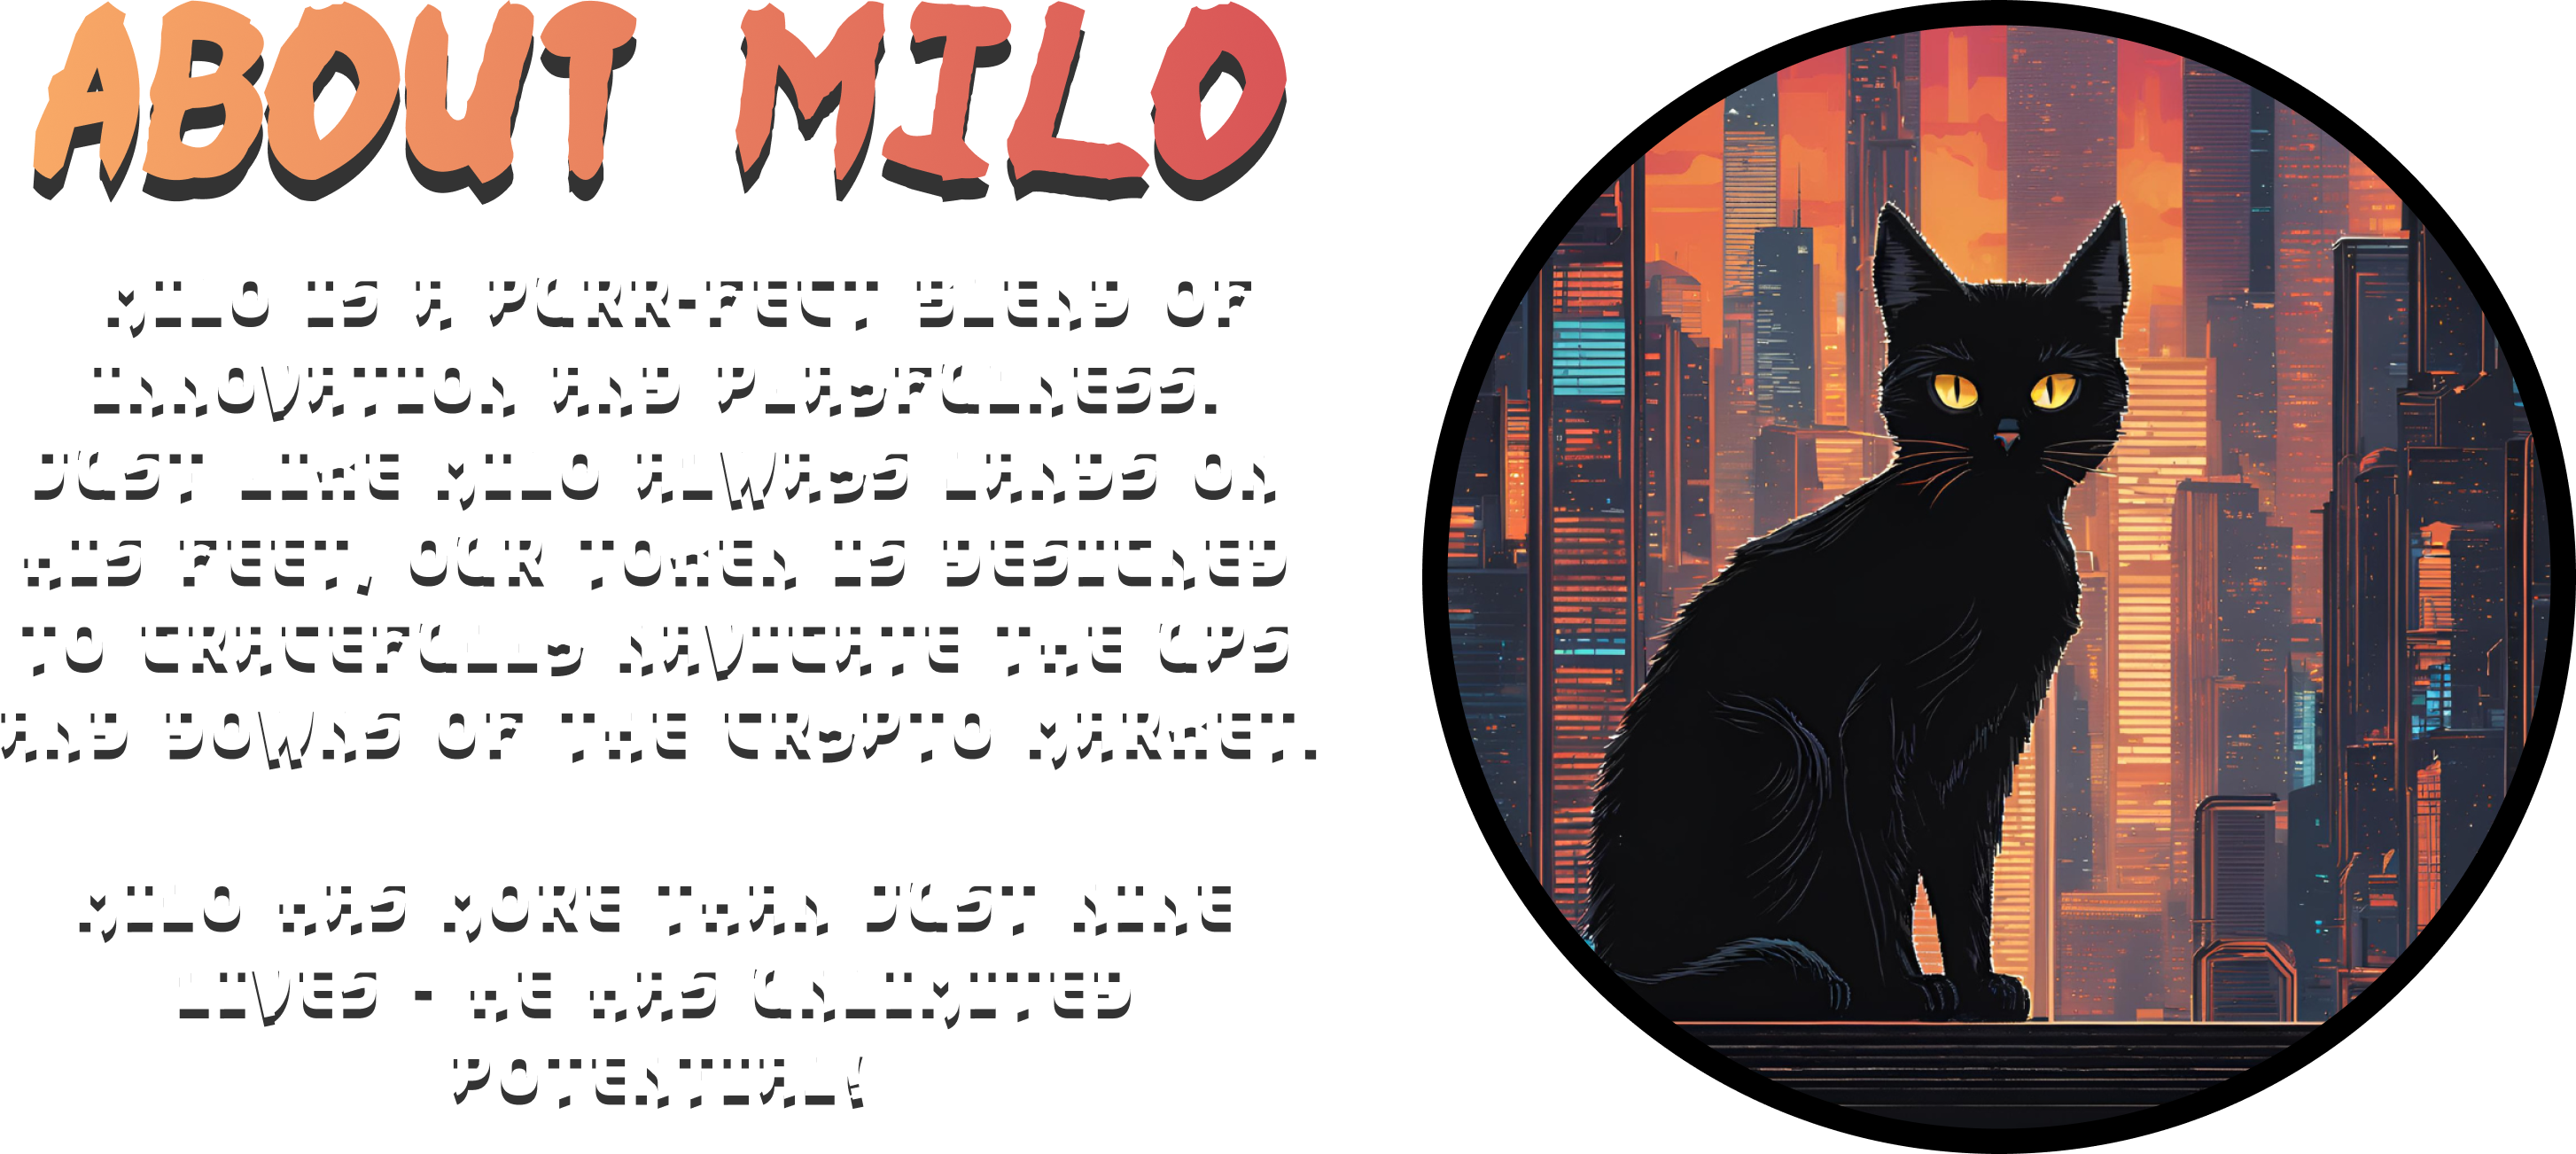 ABOUT MILO
MILO IS A PURR-FECT BLEND OF
INNOVATION AND PLAYFULNESS.
JUST LIKE MILO ALWAYS LANDS ON
HIS FEET, OUR TOKEN IS DESIGNED
TO GRACEFULLY NAVIGATE THE UPS
AND DOWNS OF THE CRYPTO MARKET.
MILO HAS MORE THAN JUST NINE
LIVES - HE HAS UNLIMITED
POTENTIAL!